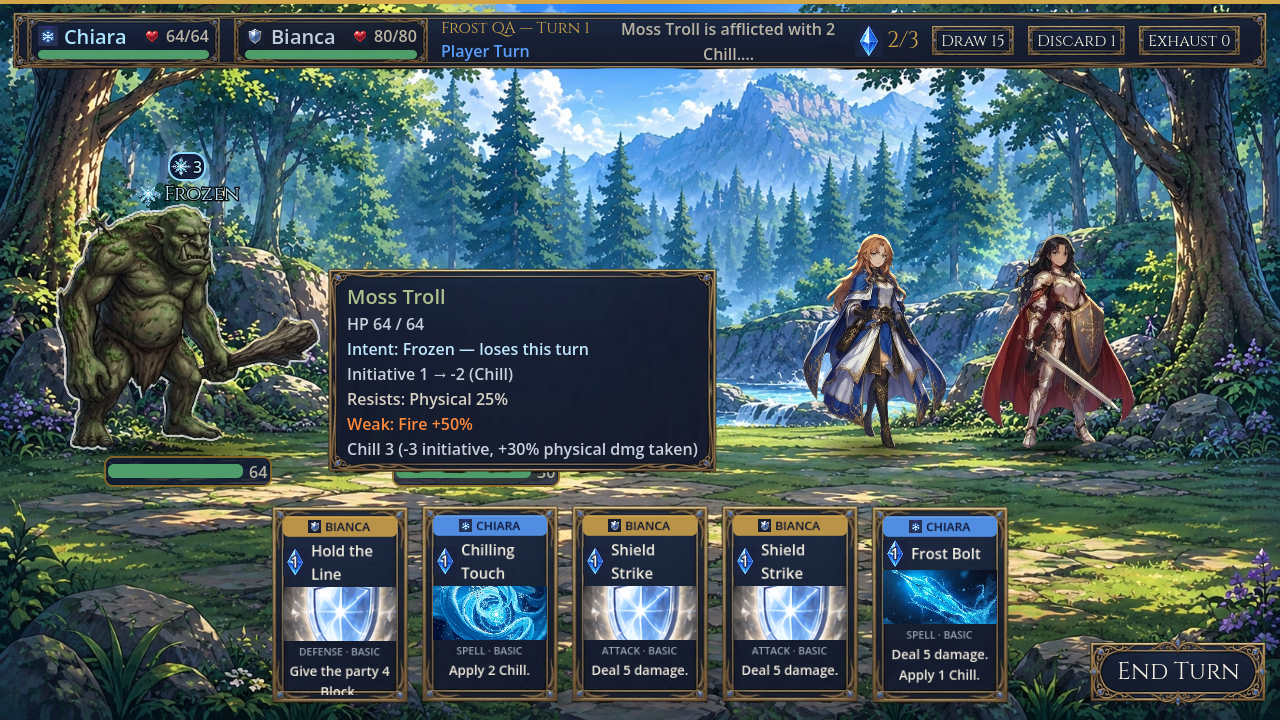 Chiara 64/64
Bianca 80/80
Frost QA — Turn 1
Player Turn
Moss Troll is afflicted with 2
Chill....
2/3
Draw 15
Discard 1
Exhaust 0
3
Frozen
Moss Troll
HP 64 / 64
Intent: Frozen — loses this turn
Initiative 1 → -2 (Chill)
Resists: Physical 25%
Weak: Fire +50%
Chill 3 (-3 initiative, +30% physical dmg taken)
64
BIANCA
1
Hold the
Line
DEFENSE · BASIC
Give the party 4
Block
CHIARA
1
Chilling
Touch
SPELL · BASIC
Apply 2 Chill.
BIANCA
1
Shield
Strike
ATTACK · BASIC
Deal 5 damage.
BIANCA
1
Shield
Strike
ATTACK · BASIC
Deal 5 damage.
CHIARA
1
Frost Bolt
SPELL · BASIC
Deal 5 damage.
Apply 1 Chill.
End Turn